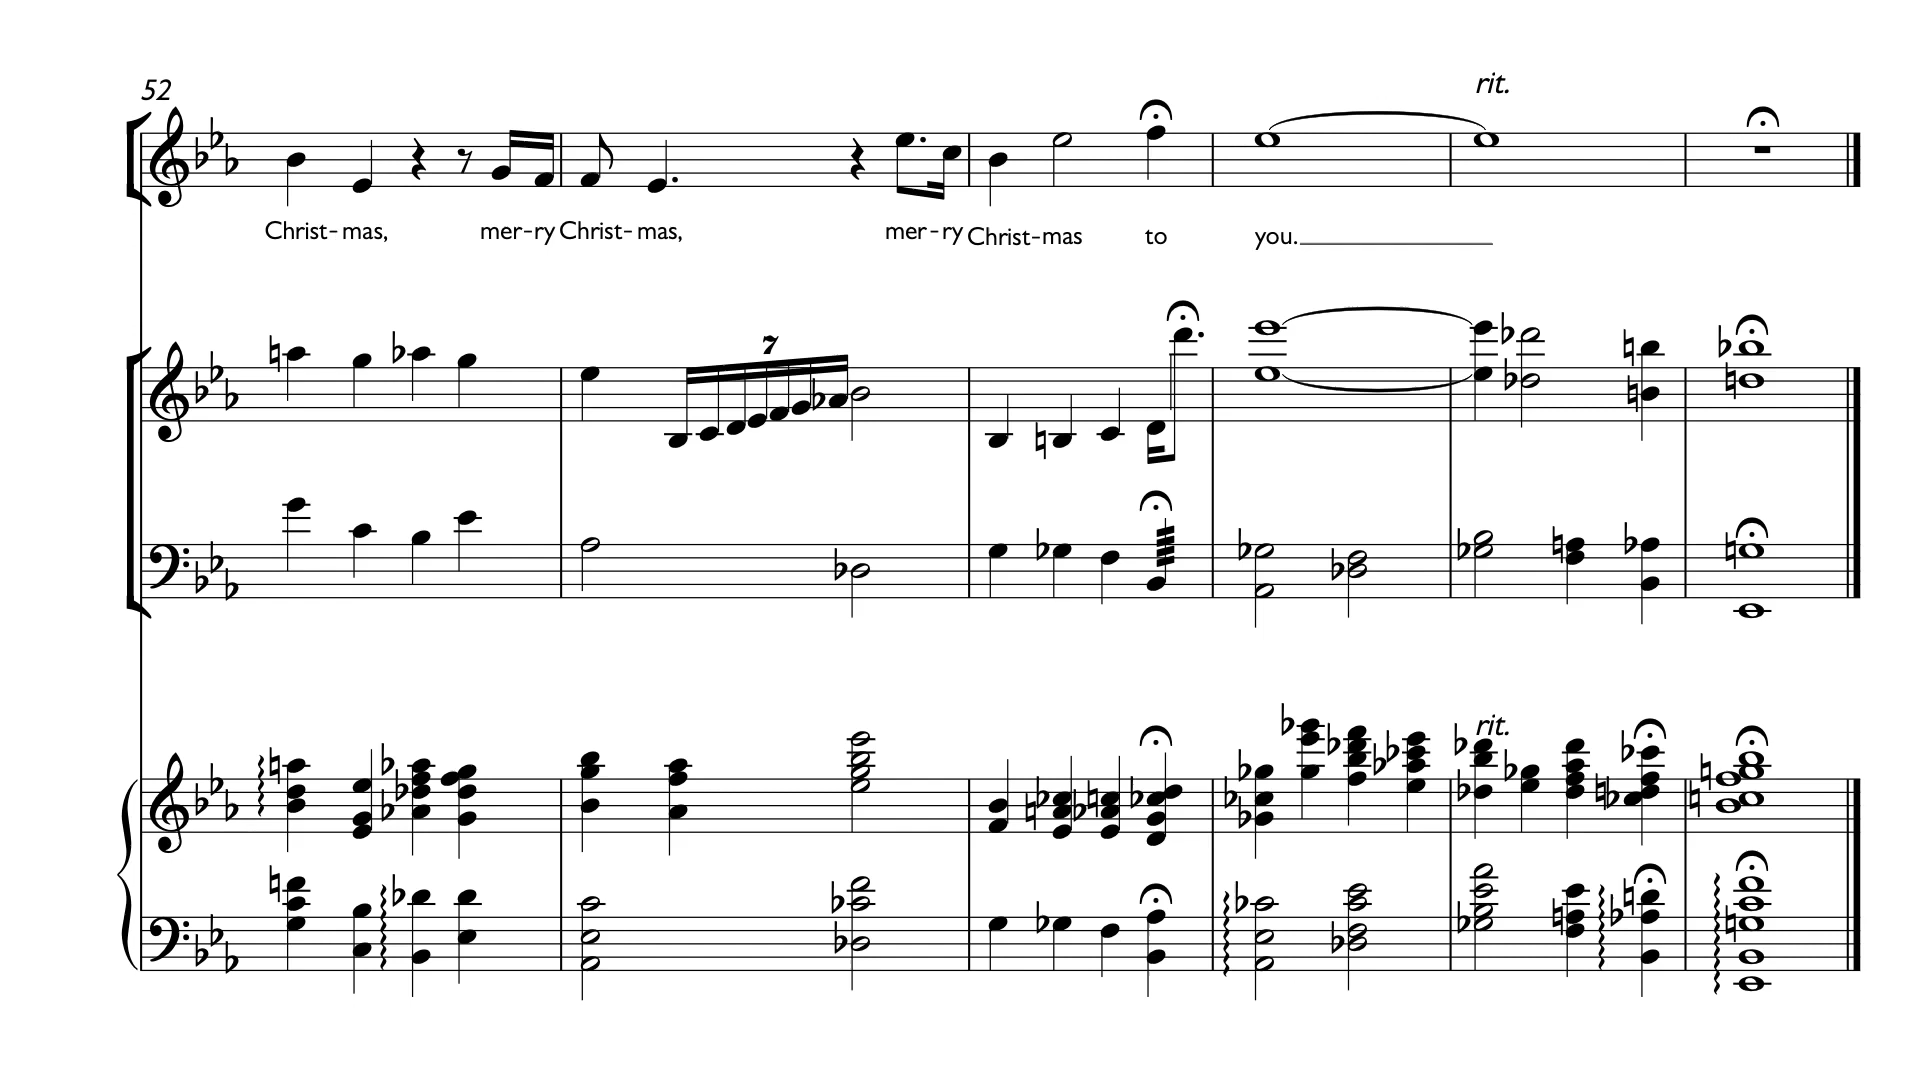 52
rit.
Christ-mas, mer-ry Christ-mas, mer-ry Christ-mas to you.
7
rit.